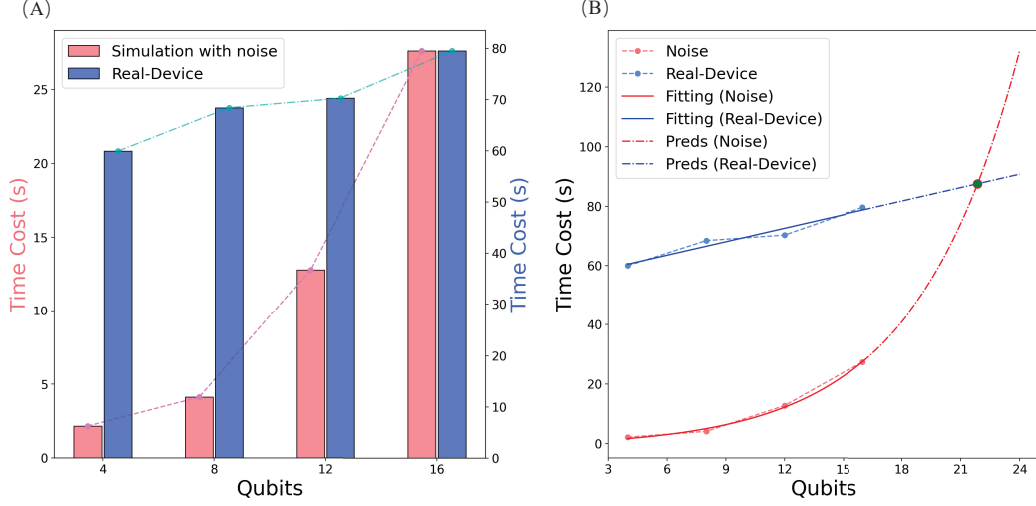 (A)
Simulation with noise
Real-Device
25
20
15
10
5
0
80
70
60
50
40
30
20
10
0
4 8 12 16
Time Cost (s)
Time Cost (s)
Qubits
(B)
Noise
Real-Device
Fitting (Noise)
Fitting (Real-Device)
Preds (Noise)
Preds (Real-Device)
120
100
80
60
40
20
0
3 6 9 12 15 18 21 24
Time Cost (s)
Qubits